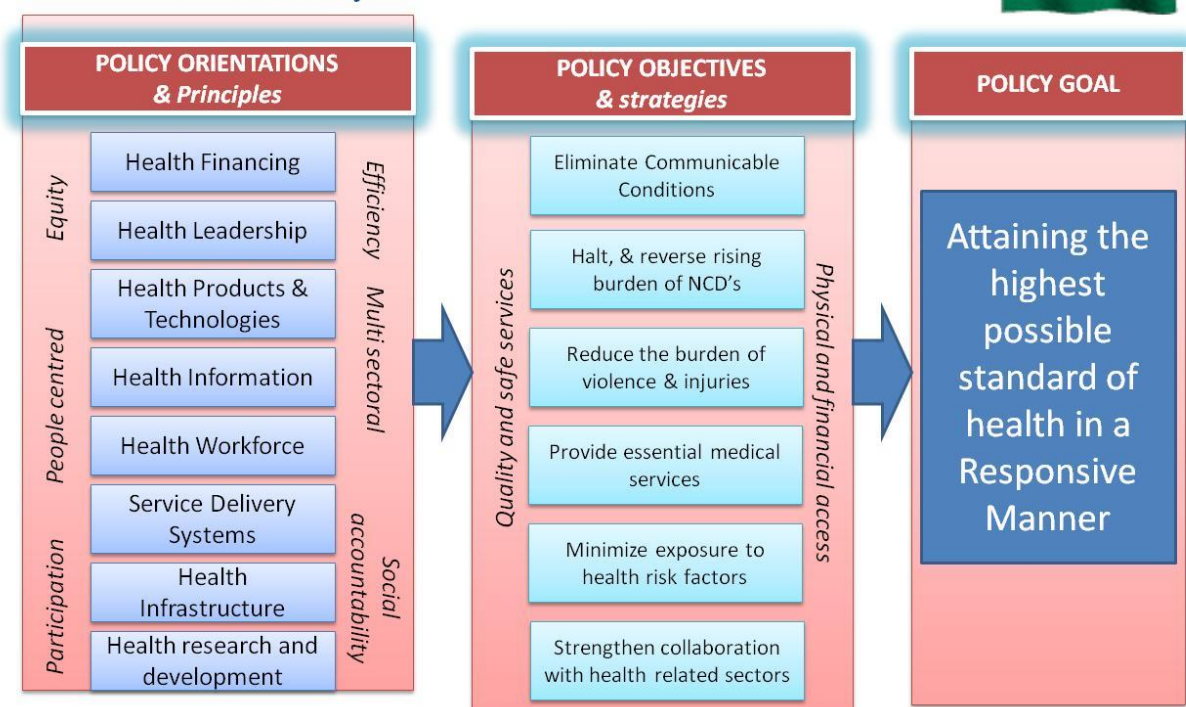 POLICY ORIENTATIONS
& Principles
Equity
People centred
Participation
Health Financing
Health Leadership
Health Products &
Technologies
Health Information
Health Workforce
Service Delivery
Systems
Health
Infrastructure
Health research and
development
Efficiency
Multi sectoral
Social
accountability
POLICY OBJECTIVES
& strategies
Quality and safe services
Eliminate Communicable
Conditions
Halt, & reverse rising
burden of NCD's
Reduce the burden of
violence & injuries
Provide essential medical
services
Minimize exposure to
health risk factors
Strengthen collaboration
with health related sectors
Physical and financial access
POLICY GOAL
Attaining the
highest
possible
standard of
health in a
Responsive
Manner